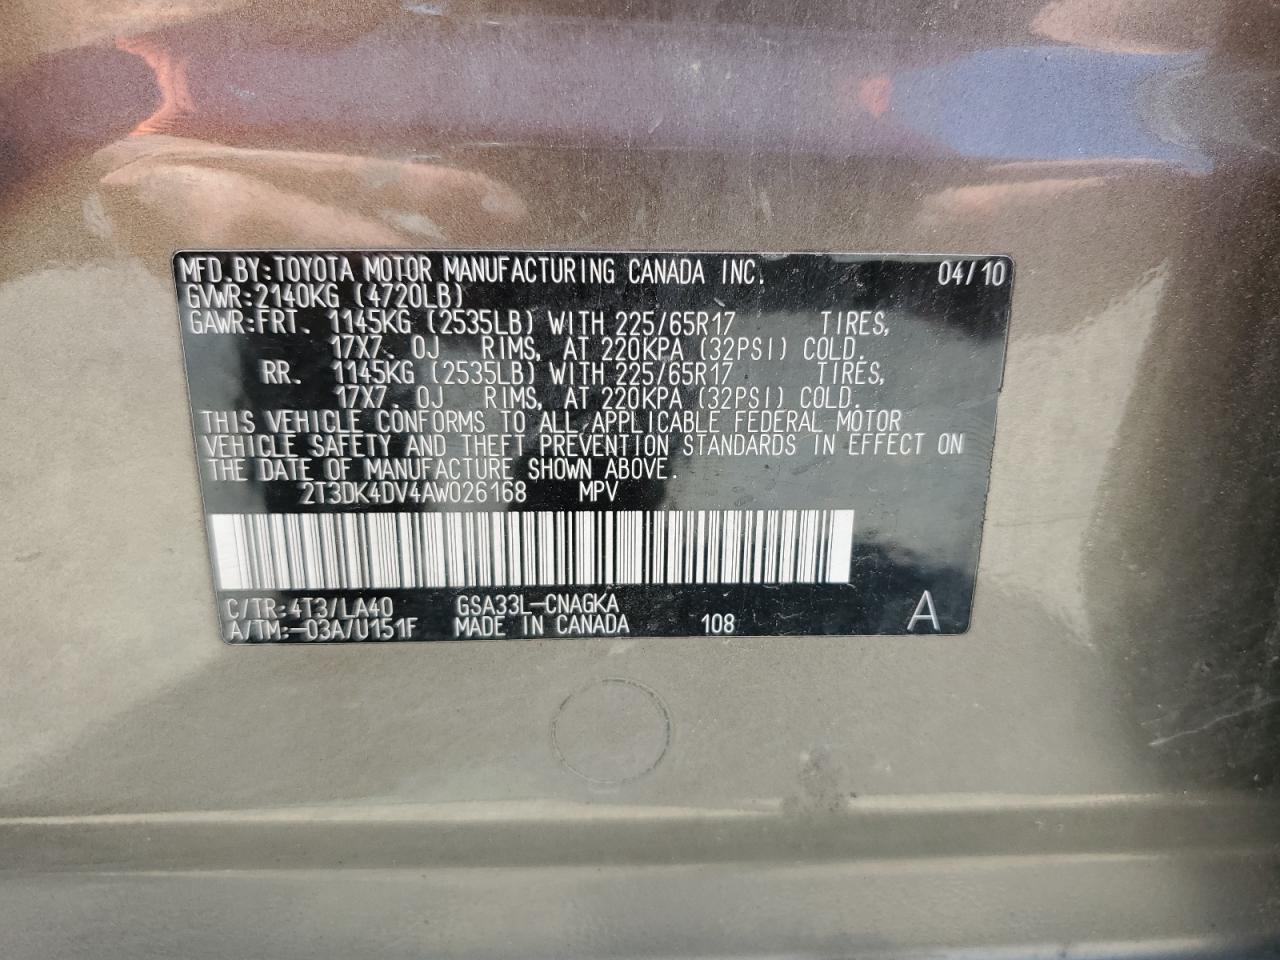 MFD.BY:TOYOTA MOTOR MANUFACTURING CANADA INC. 04/10
GVWR:2140KG (4720LB)
GAWR:FRT. 1145KG (2535LB) WITH 225/65R17 TIRES,
17X7.0J RIMS, AT 220KPA (32PSI) COLD.
RR. 1145KG (2535LB) WITH 225/65R17 TIRES,
17X7.0J RIMS, AT 220KPA (32PSI) COLD.
THIS VEHICLE CONFORMS TO ALL APPLICABLE FEDERAL MOTOR
VEHICLE SAFETY AND THEFT PREVENTION STANDARDS IN EFFECT ON
THE DATE OF MANUFACTURE SHOWN ABOVE.
2T3DK4DV4AW026168 MPV
C/TR:4T3/LA40 GSA33L-CNAGKA
A/TM:-03A/U151F MADE IN CANADA 108 A